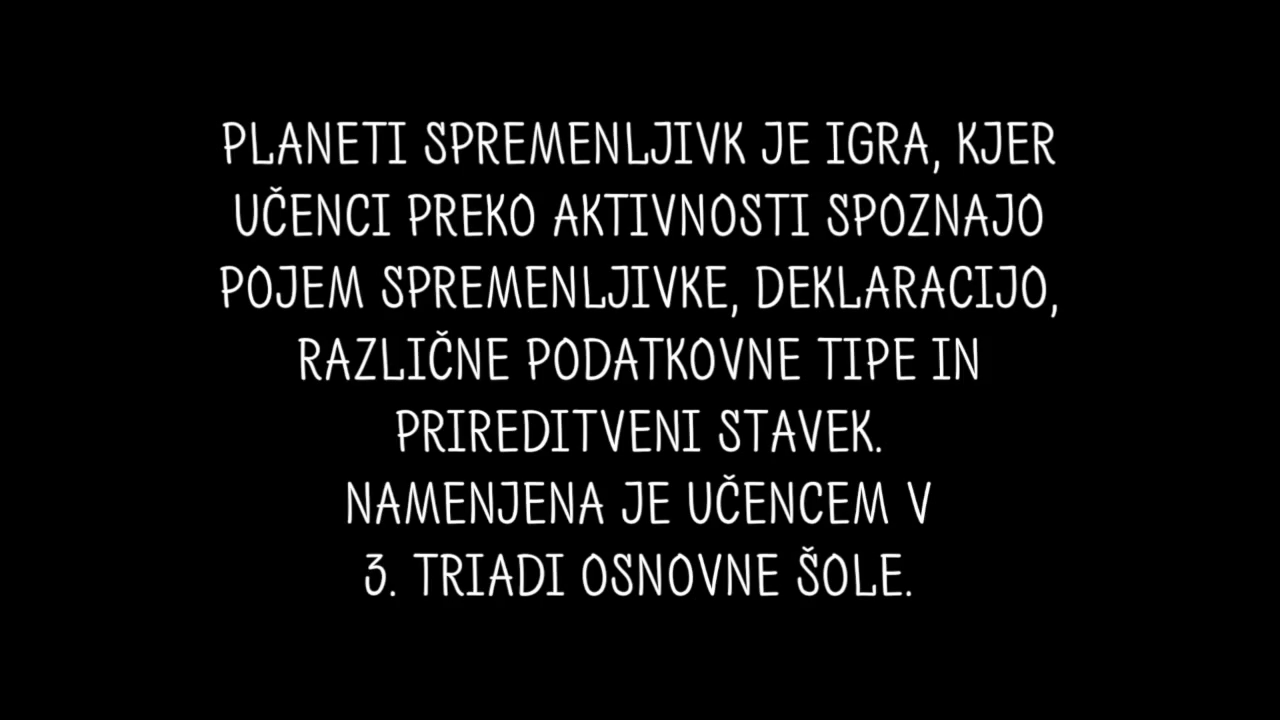 PLANETI SPREMENLJIVK JE IGRA, KJER
UČENCI PREKO AKTIVNOSTI SPOZNAJO
POJEM SPREMENLJIVKE, DEKLARACIJO,
RAZLIČNE PODATKOVNE TIPE IN
PRIREDITVENI STAVEK.
NAMENJENA JE UČENCEM V
3. TRIADI OSNOVNE ŠOLE.